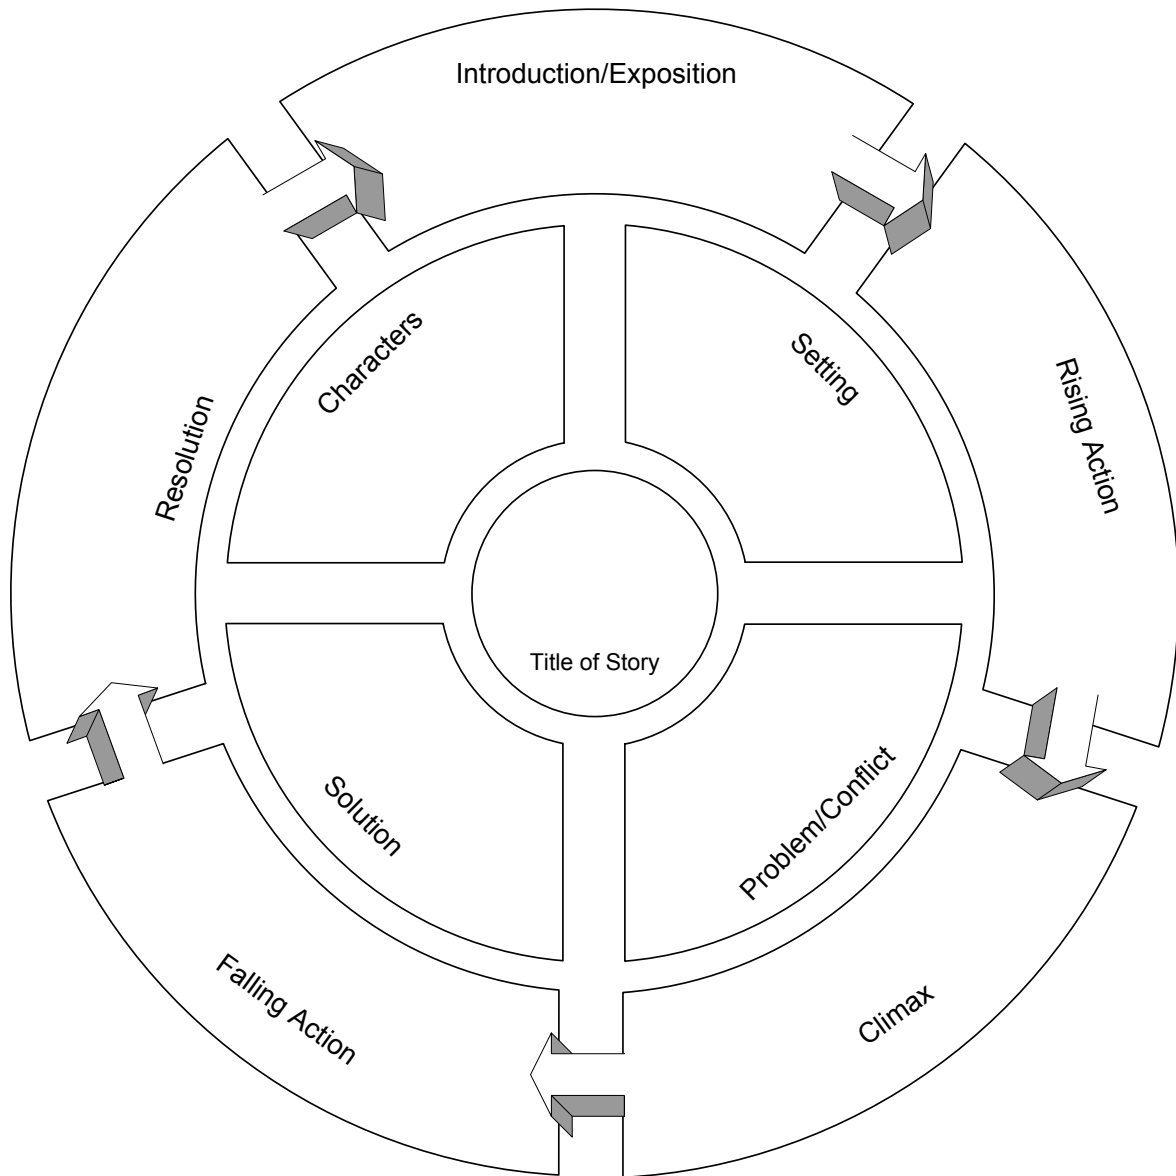 Introduction/Exposition
Rising Action
Climax
Falling Action
Resolution
Characters
Setting
Problem/Conflict
Solution
Title of Story